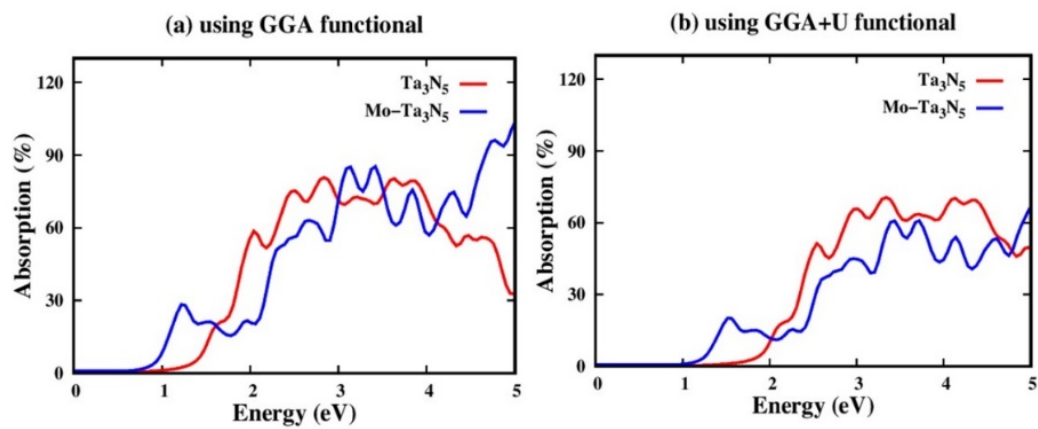 (a) using GGA functional
120
90
60
30
0
Absorption (%)
Ta₃N₅
Mo−Ta₃N₅
0 1 2 3 4 5
Energy (eV)
(b) using GGA+U functional
120
90
60
30
0
Absorption (%)
Ta₃N₅
Mo−Ta₃N₅
0 1 2 3 4 5
Energy (eV)